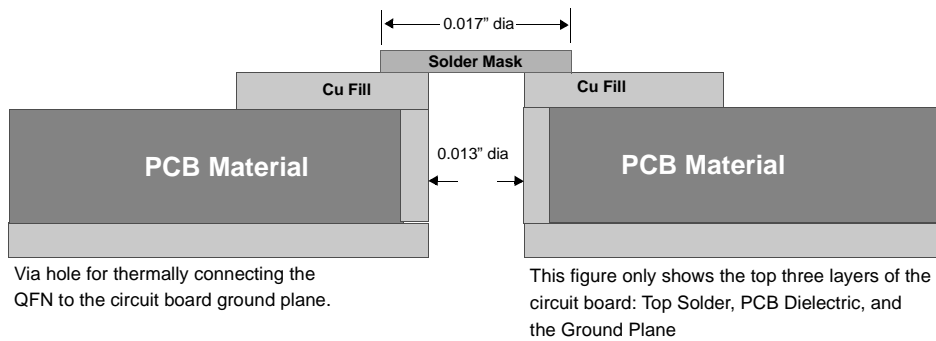 0.017” dia
Solder Mask
Cu Fill
Cu Fill
PCB Material
0.013” dia
PCB Material
Via hole for thermally connecting the
QFN to the circuit board ground plane.
This figure only shows the top three layers of the
circuit board: Top Solder, PCB Dielectric, and
the Ground Plane